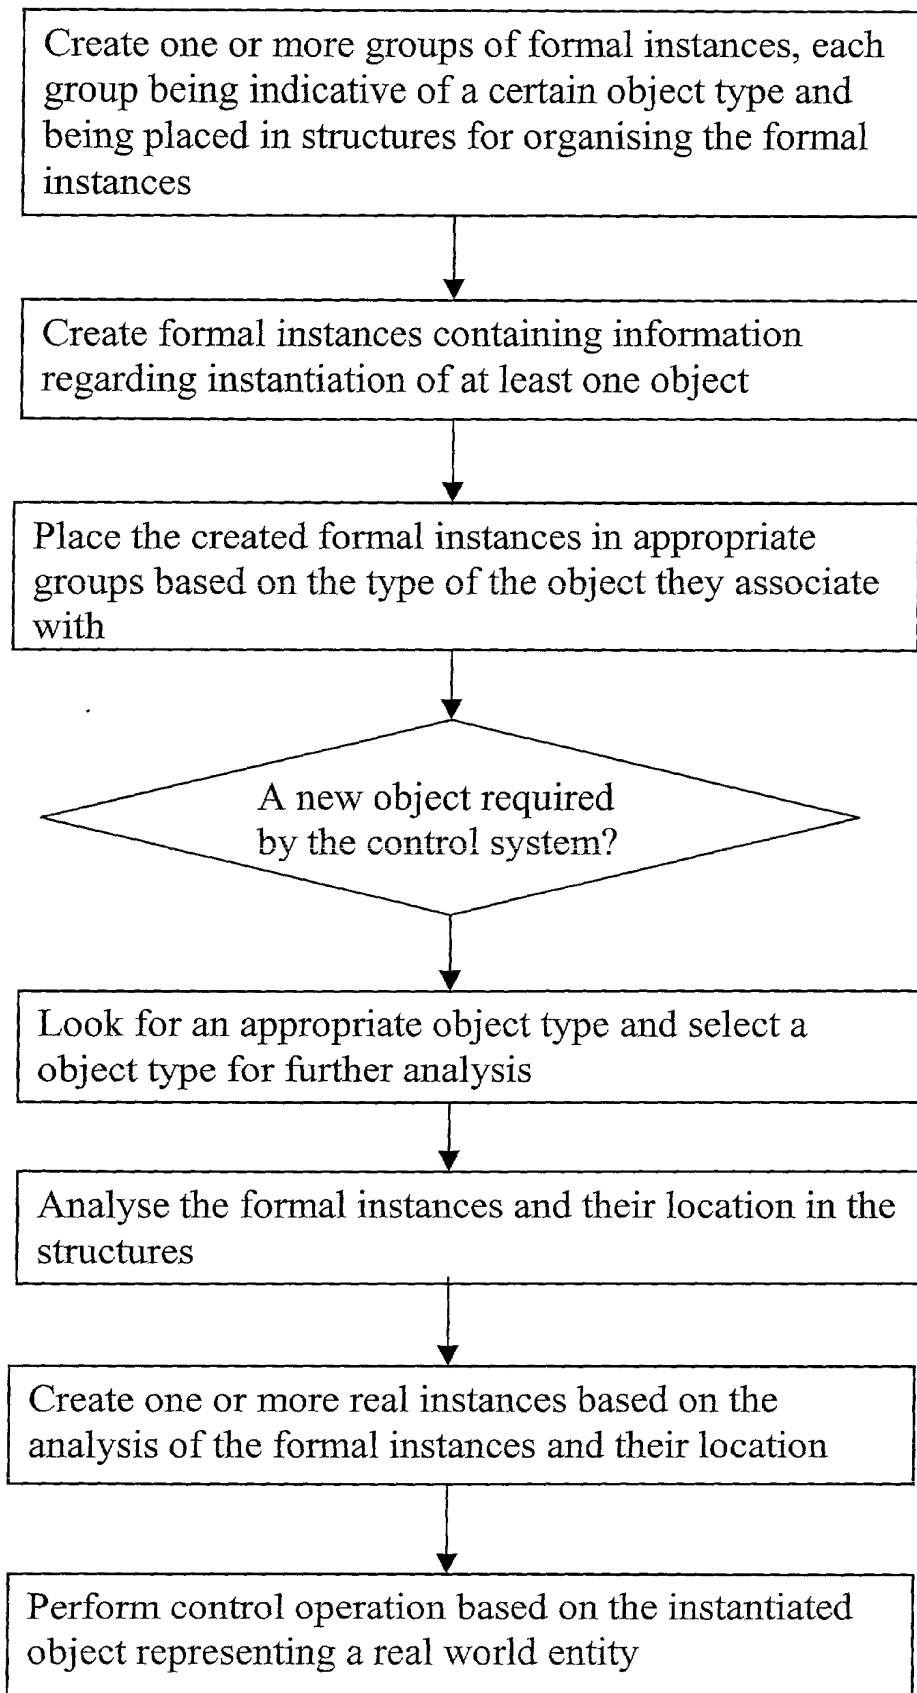 Create one or more groups of formal instances, each
group being indicative of a certain object type and
being placed in structures for organising the formal
instances
Create formal instances containing information
regarding instantiation of at least one object
Place the created formal instances in appropriate
groups based on the type of the object they associate
with
A new object required
by the control system?
Look for an appropriate object type and select a
object type for further analysis
Analyse the formal instances and their location in the
structures
Create one or more real instances based on the
analysis of the formal instances and their location
Perform control operation based on the instantiated
object representing a real world entity